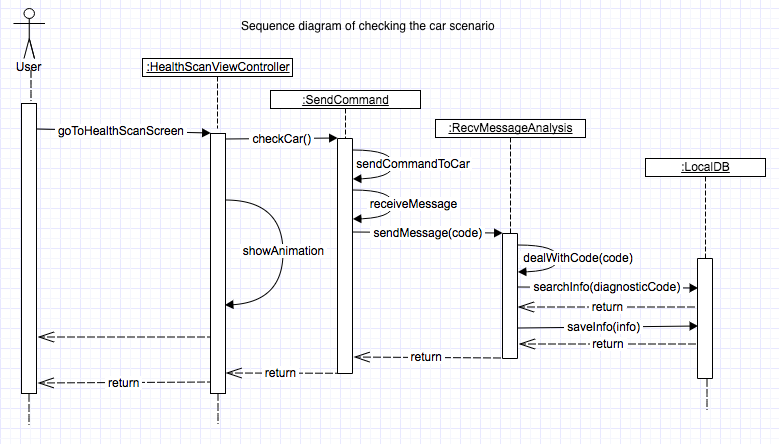 Sequence diagram of checking the car scenario
User
:HealthScanViewController
:SendCommand
:RecvMessageAnalysis
goToHealthScanScreen
checkCar()
sendCommandToCar
:LocalDB
receiveMessage
sendMessage(code)
showAnimation
dealWithCode(code)
searchInfo(diagnosticCode)
return
saveInfo(info)
return
return
return
return